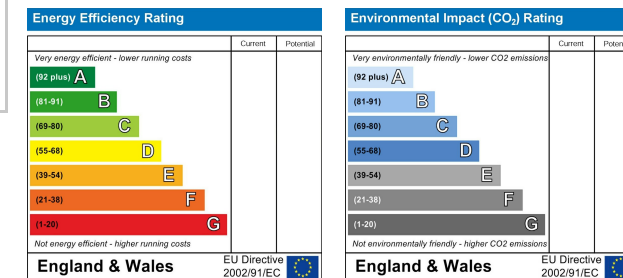 Energy Efficiency Rating
Current Potential
Very energy efficient - lower running costs
(92 plus) A
(81-91) B
(69-80) C
(55-68) D
(39-54) E
(21-38) F
(1-20) G
Not energy efficient - higher running costs
England & Wales
EU Directive
2002/91/EC
Environmental Impact (CO₂) Rating
Current Poten
Very environmentally friendly - lower CO2 emissions
(92 plus) A
(81-91) B
(69-80) C
(55-68) D
(39-54) E
(21-38) F
(1-20) G
Not environmentally friendly - higher CO2 emissions
England & Wales
EU Directive
2002/91/EC